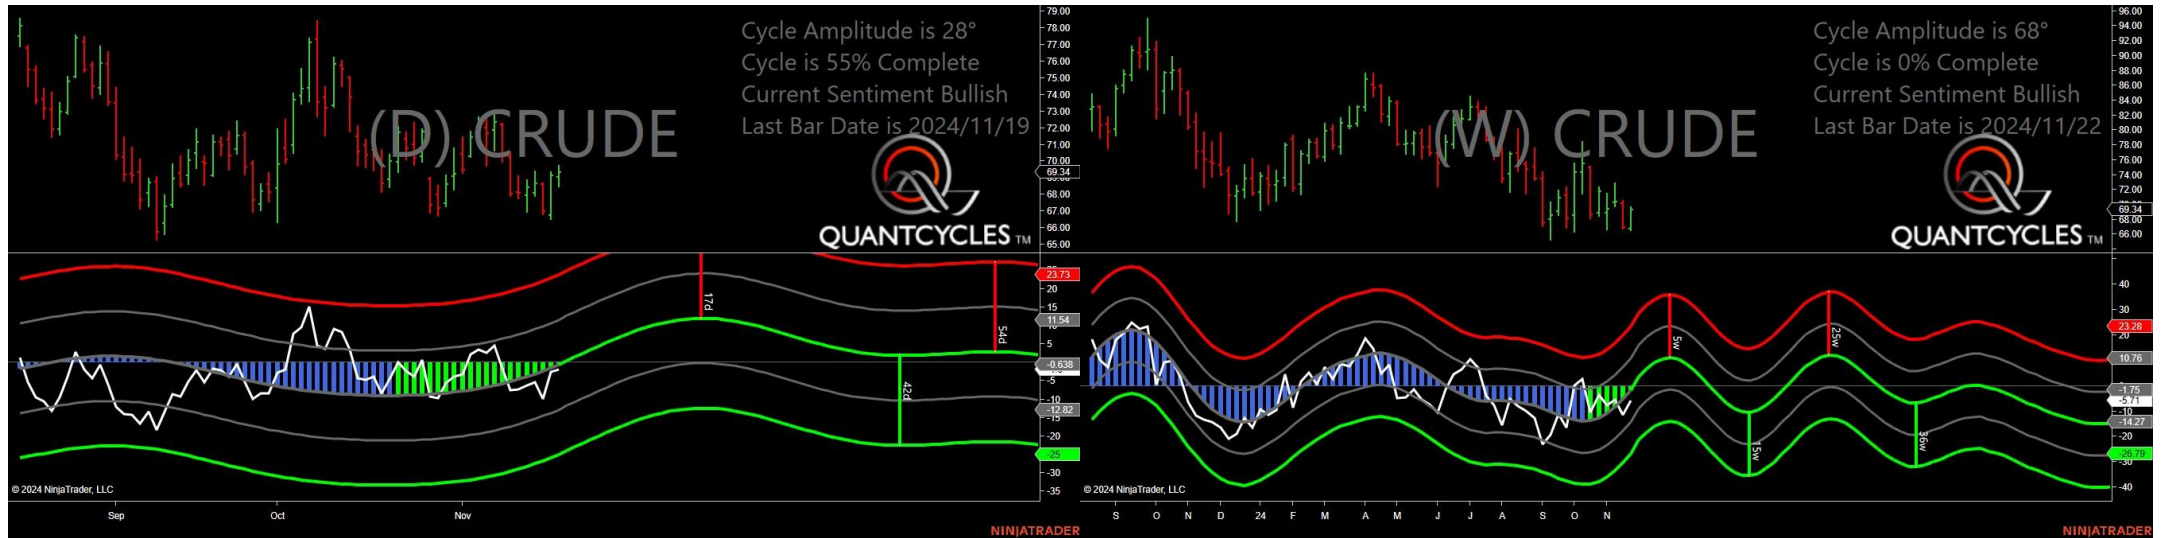 79.00
78.00
77.00
76.00
75.00
74.00
73.00
72.00
71.00
70.00
69.34
68.00
67.00
66.00
65.00
Cycle Amplitude is 28°
Cycle is 55% Complete
Current Sentiment Bullish
Last Bar Date is 2024/11/19
(D) CRUDE
QUANTCYCLES TM
23.73
20
15
11.54
5
-0.638
-5
-10
-12.82
-15
-20
-25
-30
-35
17d
54d
42d
© 2024 NinjaTrader, LLC
Sep
Oct
Nov
NINJATRADER
96.00
94.00
92.00
90.00
88.00
86.00
84.00
82.00
80.00
78.00
76.00
74.00
72.00
69.34
68.00
66.00
Cycle Amplitude is 68°
Cycle is 0% Complete
Current Sentiment Bullish
Last Bar Date is 2024/11/22
(W) CRUDE
QUANTCYCLES TM
40
30
23.28
20
10.76
-1.75
-5.71
-10
-14.27
-20
-26.79
-30
-40
5w
25w
15w
36w
© 2024 NinjaTrader, LLC
S
O
N
D
24
F
M
A
M
J
J
A
S
O
N
NINJATRADER